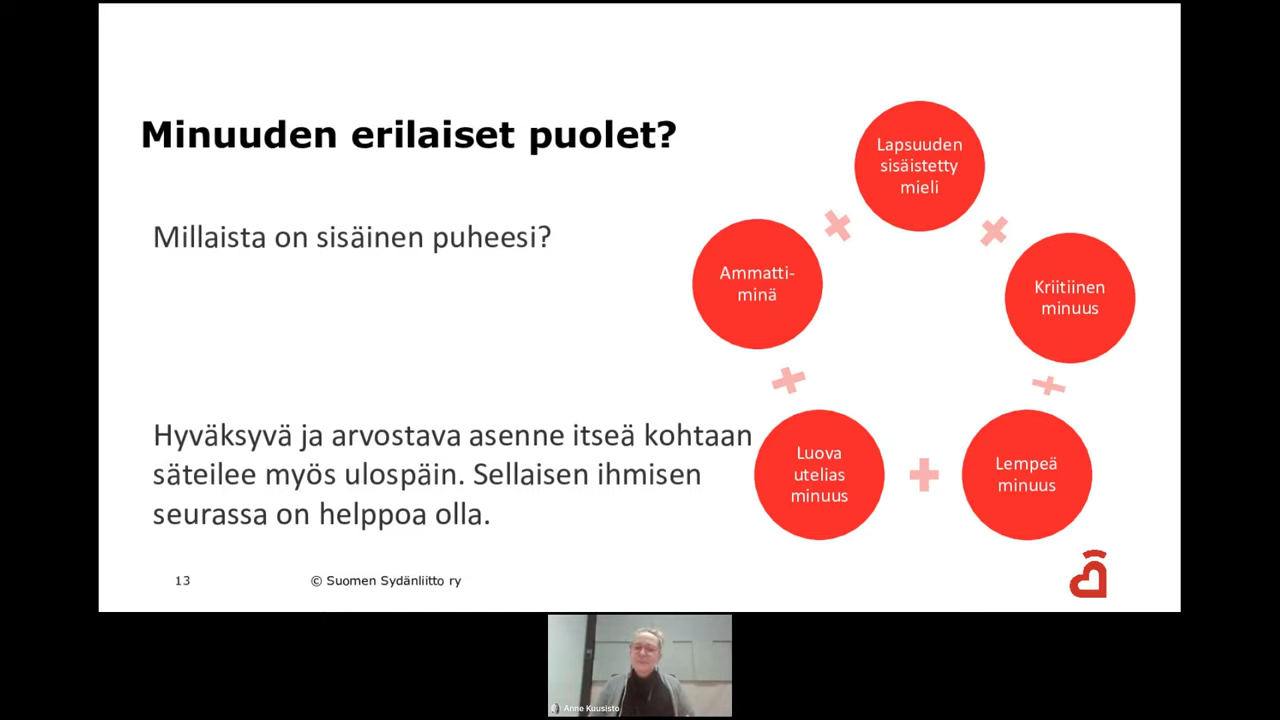 Minuuden erilaiset puolet?
Millaista on sisäinen puheesi?
Hyväksyvä ja arvostava asenne itseä kohtaan
säteilee myös ulospäin. Sellaisen ihmisen
seurassa on helppoa olla.
Lapsuuden
sisäistetty
mieli
Kriitiinen
minuus
Lempeä
minuus
Luova
utelias
minuus
Ammatti-
minä
13
© Suomen Sydänliitto ry
Anne Kuusisto